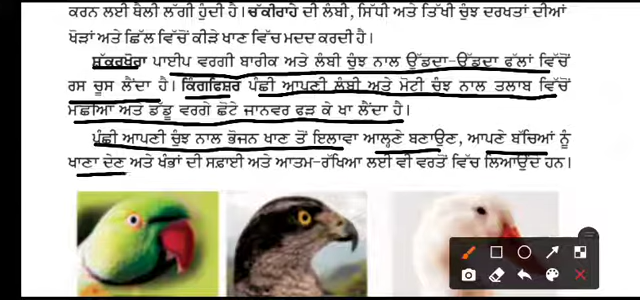 ਕਰਨ ਲਈ ਥੈਲੀ ਲੱਗੀ ਹੁੰਦੀ ਹੈ। ਚੱਕੀਰਾਹੇ ਦੀ ਲੰਬੀ, ਸਿੱਧੀ ਅਤੇ ਤਿੱਖੀ ਚੁੰਝ ਦਰਖਤਾਂ ਦੀਆਂ
ਖੋੜਾਂ ਅਤੇ ਛਿੱਲ ਵਿੱਚੋਂ ਕੀੜੇ ਖਾਣ ਵਿੱਚ ਮਦਦ ਕਰਦੀ ਹੈ।
ਸ਼ੱਕਰਖੋਰਾ ਪਾਈਪ ਵਰਗੀ ਬਾਰੀਕ ਅਤੇ ਲੰਬੀ ਚੁੰਝ ਨਾਲ ਉੱਡਦਾ-ਉੱਡਦਾ ਫੁੱਲਾਂ ਵਿੱਚੋਂ
ਰਸ ਚੂਸ ਲੈਂਦਾ ਹੈ। ਕਿੰਗਫਿਸ਼ਰ ਪੰਛੀ ਆਪਣੀ ਲੰਬੀ ਅਤੇ ਮੋਟੀ ਚੁੰਝ ਨਾਲ ਤਲਾਬ ਵਿੱਚੋਂ
ਮੱਛੀਆਂ ਅਤੇ ਡੱਡੂ ਵਰਗੇ ਛੋਟੇ ਜਾਨਵਰ ਫੜ ਕੇ ਖਾ ਲੈਂਦਾ ਹੈ।
ਪੰਛੀ ਆਪਣੀ ਚੁੰਝ ਨਾਲ ਭੋਜਨ ਖਾਣ ਤੋਂ ਇਲਾਵਾ ਆਲ੍ਹਣੇ ਬਣਾਉਣ, ਆਪਣੇ ਬੱਚਿਆਂ ਨੂੰ
ਖਾਣਾ ਦੇਣ ਅਤੇ ਖੰਭਾਂ ਦੀ ਸਫ਼ਾਈ ਅਤੇ ਆਤਮ-ਰੱਖਿਆ ਲਈ ਵੀ ਵਰਤੋਂ ਵਿੱਚ ਲਿਆਉਂਦੇ ਹਨ।